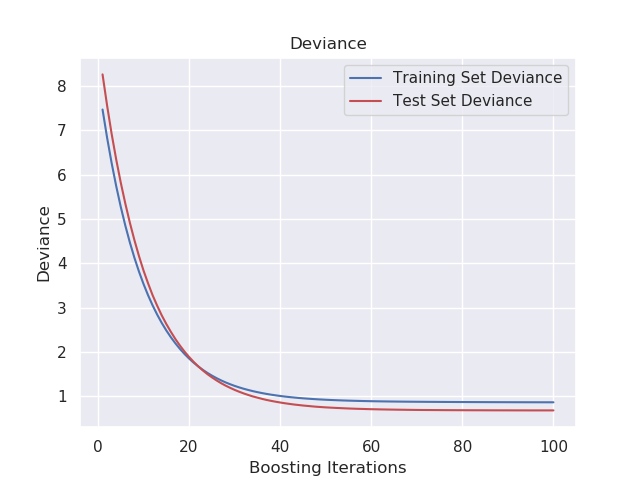 Deviance
Training Set Deviance
Test Set Deviance
8
7
6
5
4
3
2
1
Deviance
0 20 40 60 80 100
Boosting Iterations